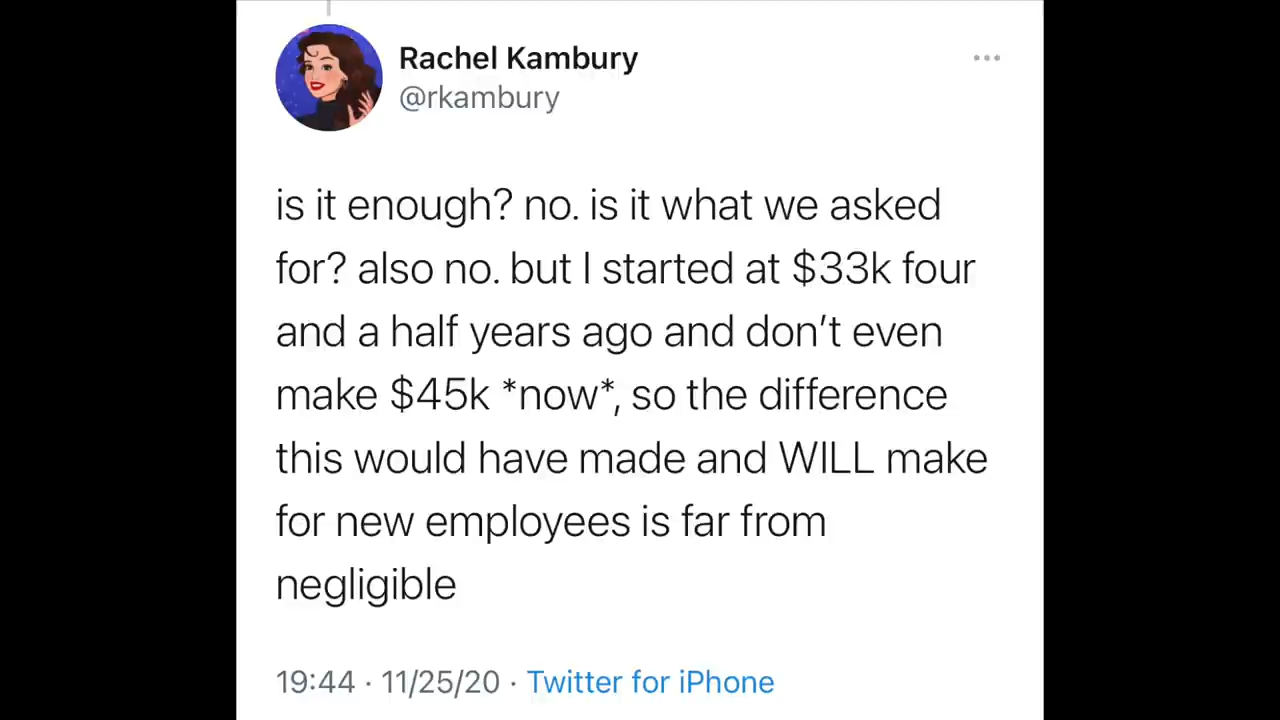 Rachel Kambury
@rkambury
is it enough? no. is it what we asked
for? also no. but I started at $33k four
and a half years ago and don’t even
make $45k *now*, so the difference
this would have made and WILL make
for new employees is far from
negligible
19:44 · 11/25/20 · Twitter for iPhone